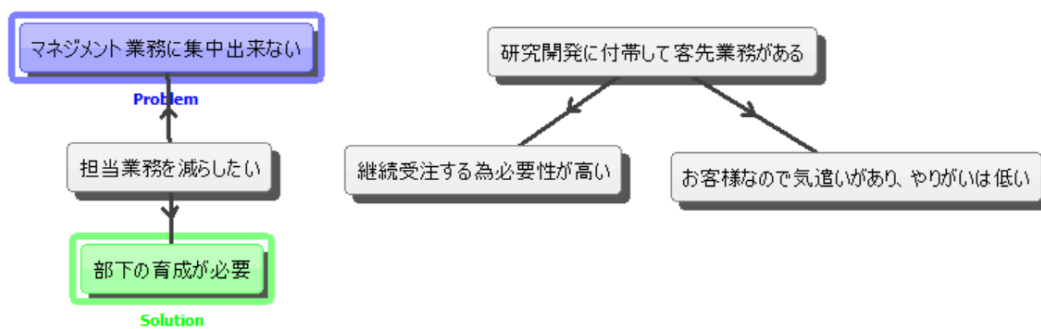 マネジメント業務に集中出来ない
Problem
担当業務を減らしたい
部下の育成が必要
Solution
研究開発に付帯して客先業務がある
継続受注する為必要性が高い
お客様なので気遣いがあり、やりがいは低い